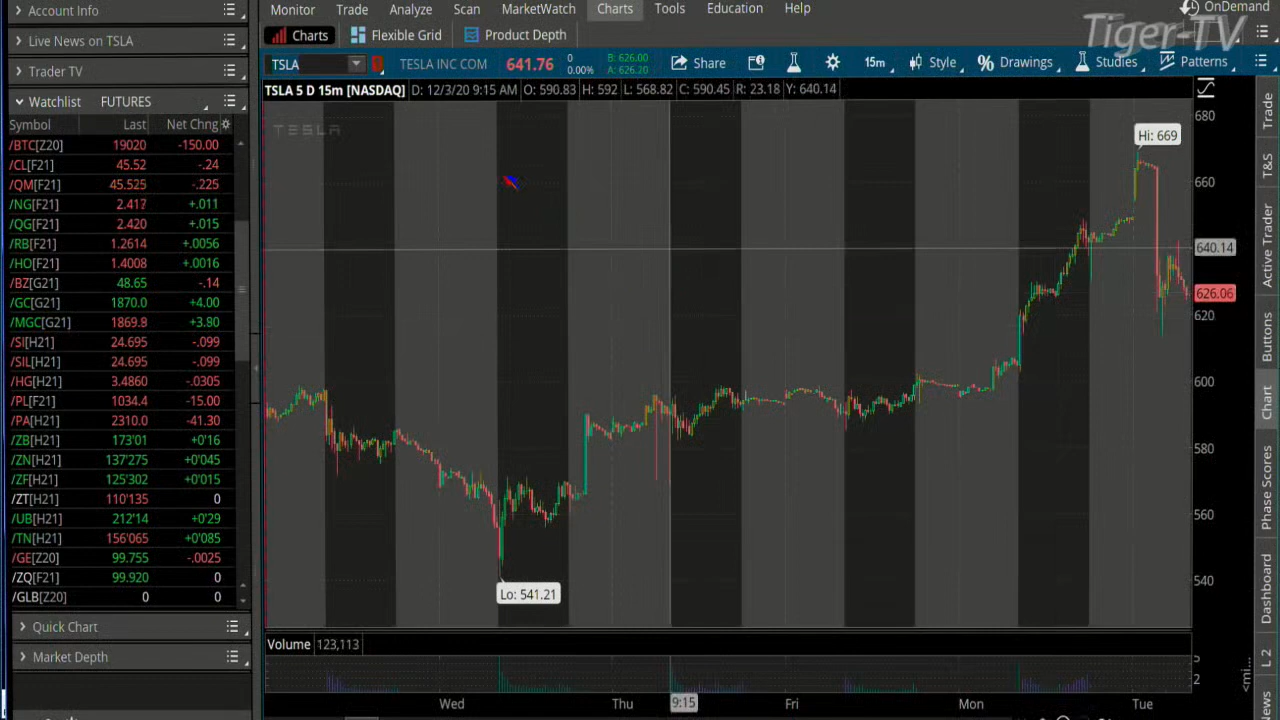 Account Info
Live News on TSLA
Trader TV
Watchlist FUTURES
Symbol Last Net Chng
/BTC[Z20] 19020 -150.00
/CL[F21] 45.52 -.24
/QM[F21] 45.525 -.225
/NG[F21] 2.417 +.011
/QG[F21] 2.420 +.015
/RB[F21] 1.2614 +.0056
/HO[F21] 1.4008 +.0016
/BZ[G21] 48.65 -.14
/GC[G21] 1870.0 +4.00
/MGC[G21] 1869.9 +3.80
/SI[H21] 24.695 -.099
/SIL[H21] 24.695 -.099
/HG[H21] 3.4860 -.0305
/PL[F21] 1034.4 -15.00
/PA[H21] 2310.0 -41.30
/ZB[H21] 173'01 +0'16
/ZN[H21] 137'275 +0'045
/ZF[H21] 125'302 +0'015
/ZT[H21] 110'135 0
/UB[H21] 212'14 +0'29
/TN[H21] 156'065 +0'085
/GE[Z20] 99.755 -.0025
/ZQ[F21] 99.920 0
/GLB[Z20] 0 0
Quick Chart
Market Depth
Monitor Trade Analyze Scan MarketWatch Charts Tools Education Help
OnDemand
Tiger-TV
Charts Flexible Grid Product Depth
TSLA TESLA INC COM 641.76 0 0.00% B: 626.00 A: 626.20 Share 15m Style % Drawings Studies Patterns
TSLA 5 D 15m [NASDAQ] D: 12/3/20 9:15 AM O: 590.83 H: 592 L: 568.82 C: 590.45 R: 23.18 Y: 640.14
TESLA
Hi: 669
Lo: 541.21
680
660
640.14
626.06
620
600
580
560
540
Volume 123,113
2
Wed Thu 9:15 Fri Mon Tue
Trade
T&S
Active Trader
Buttons
Chart
Phase Scores
Dashboard
L 2
<mi...